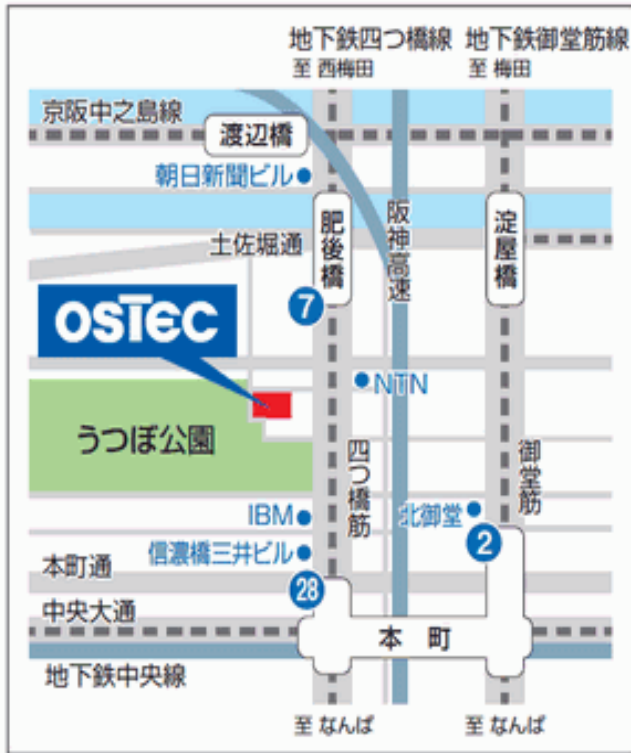 地下鉄四つ橋線
地下鉄御堂筋線
至 西梅田
至 梅田
京阪中之島線
渡辺橋
朝日新聞ビル
肥後橋
阪神高速
淀屋橋
土佐堀通
7
OSTEC
NTN
うつぼ公園
四つ橋筋
御堂筋
IBM
北御堂
2
信濃橋三井ビル
本町通
28
中央大通
本町
地下鉄中央線
至 なんば
至 なんば